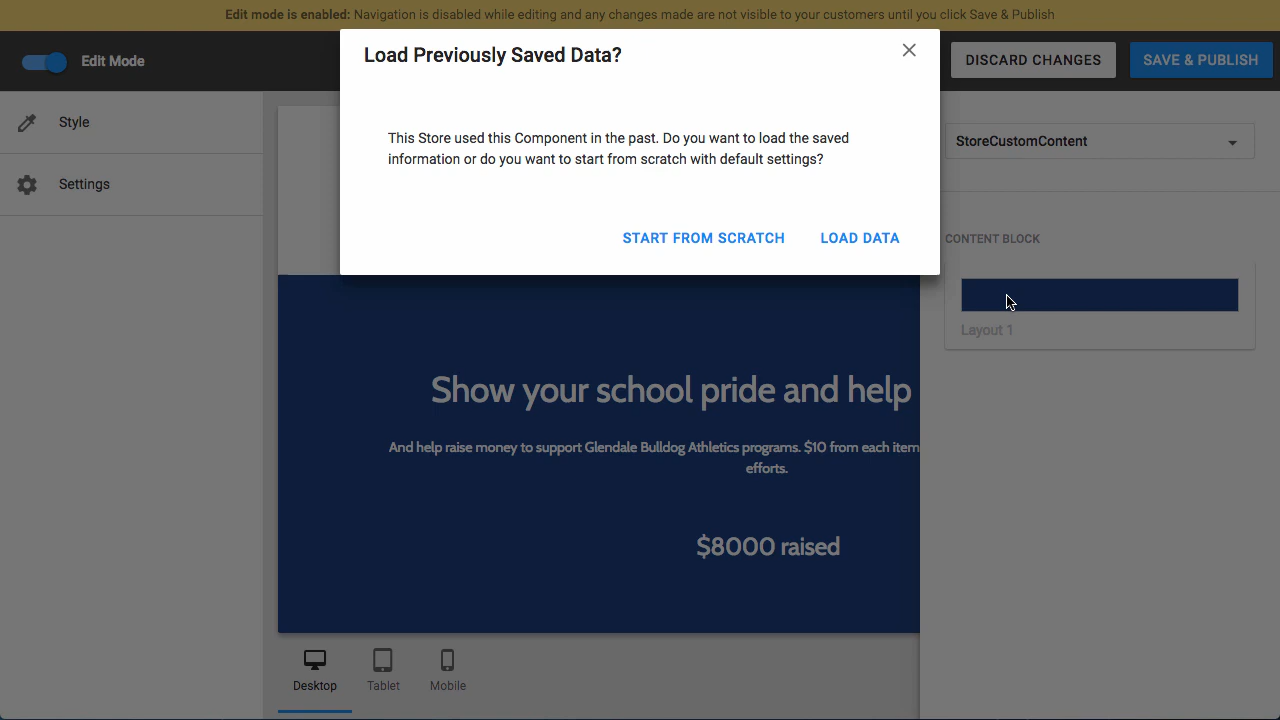 Edit mode is enabled: Navigation is disabled while editing and any changes made are not visible to your customers until you click Save & Publish
Edit Mode
Load Previously Saved Data?
DISCARD CHANGES
SAVE & PUBLISH
Style
Settings
This Store used this Component in the past. Do you want to load the saved
information or do you want to start from scratch with default settings?
START FROM SCRATCH
LOAD DATA
StoreCustomContent
CONTENT BLOCK
Layout 1
Show your school pride and help
And help raise money to support Glendale Bulldog Athletics programs. $10 from each item
efforts.
$8000 raised
Desktop
Tablet
Mobile